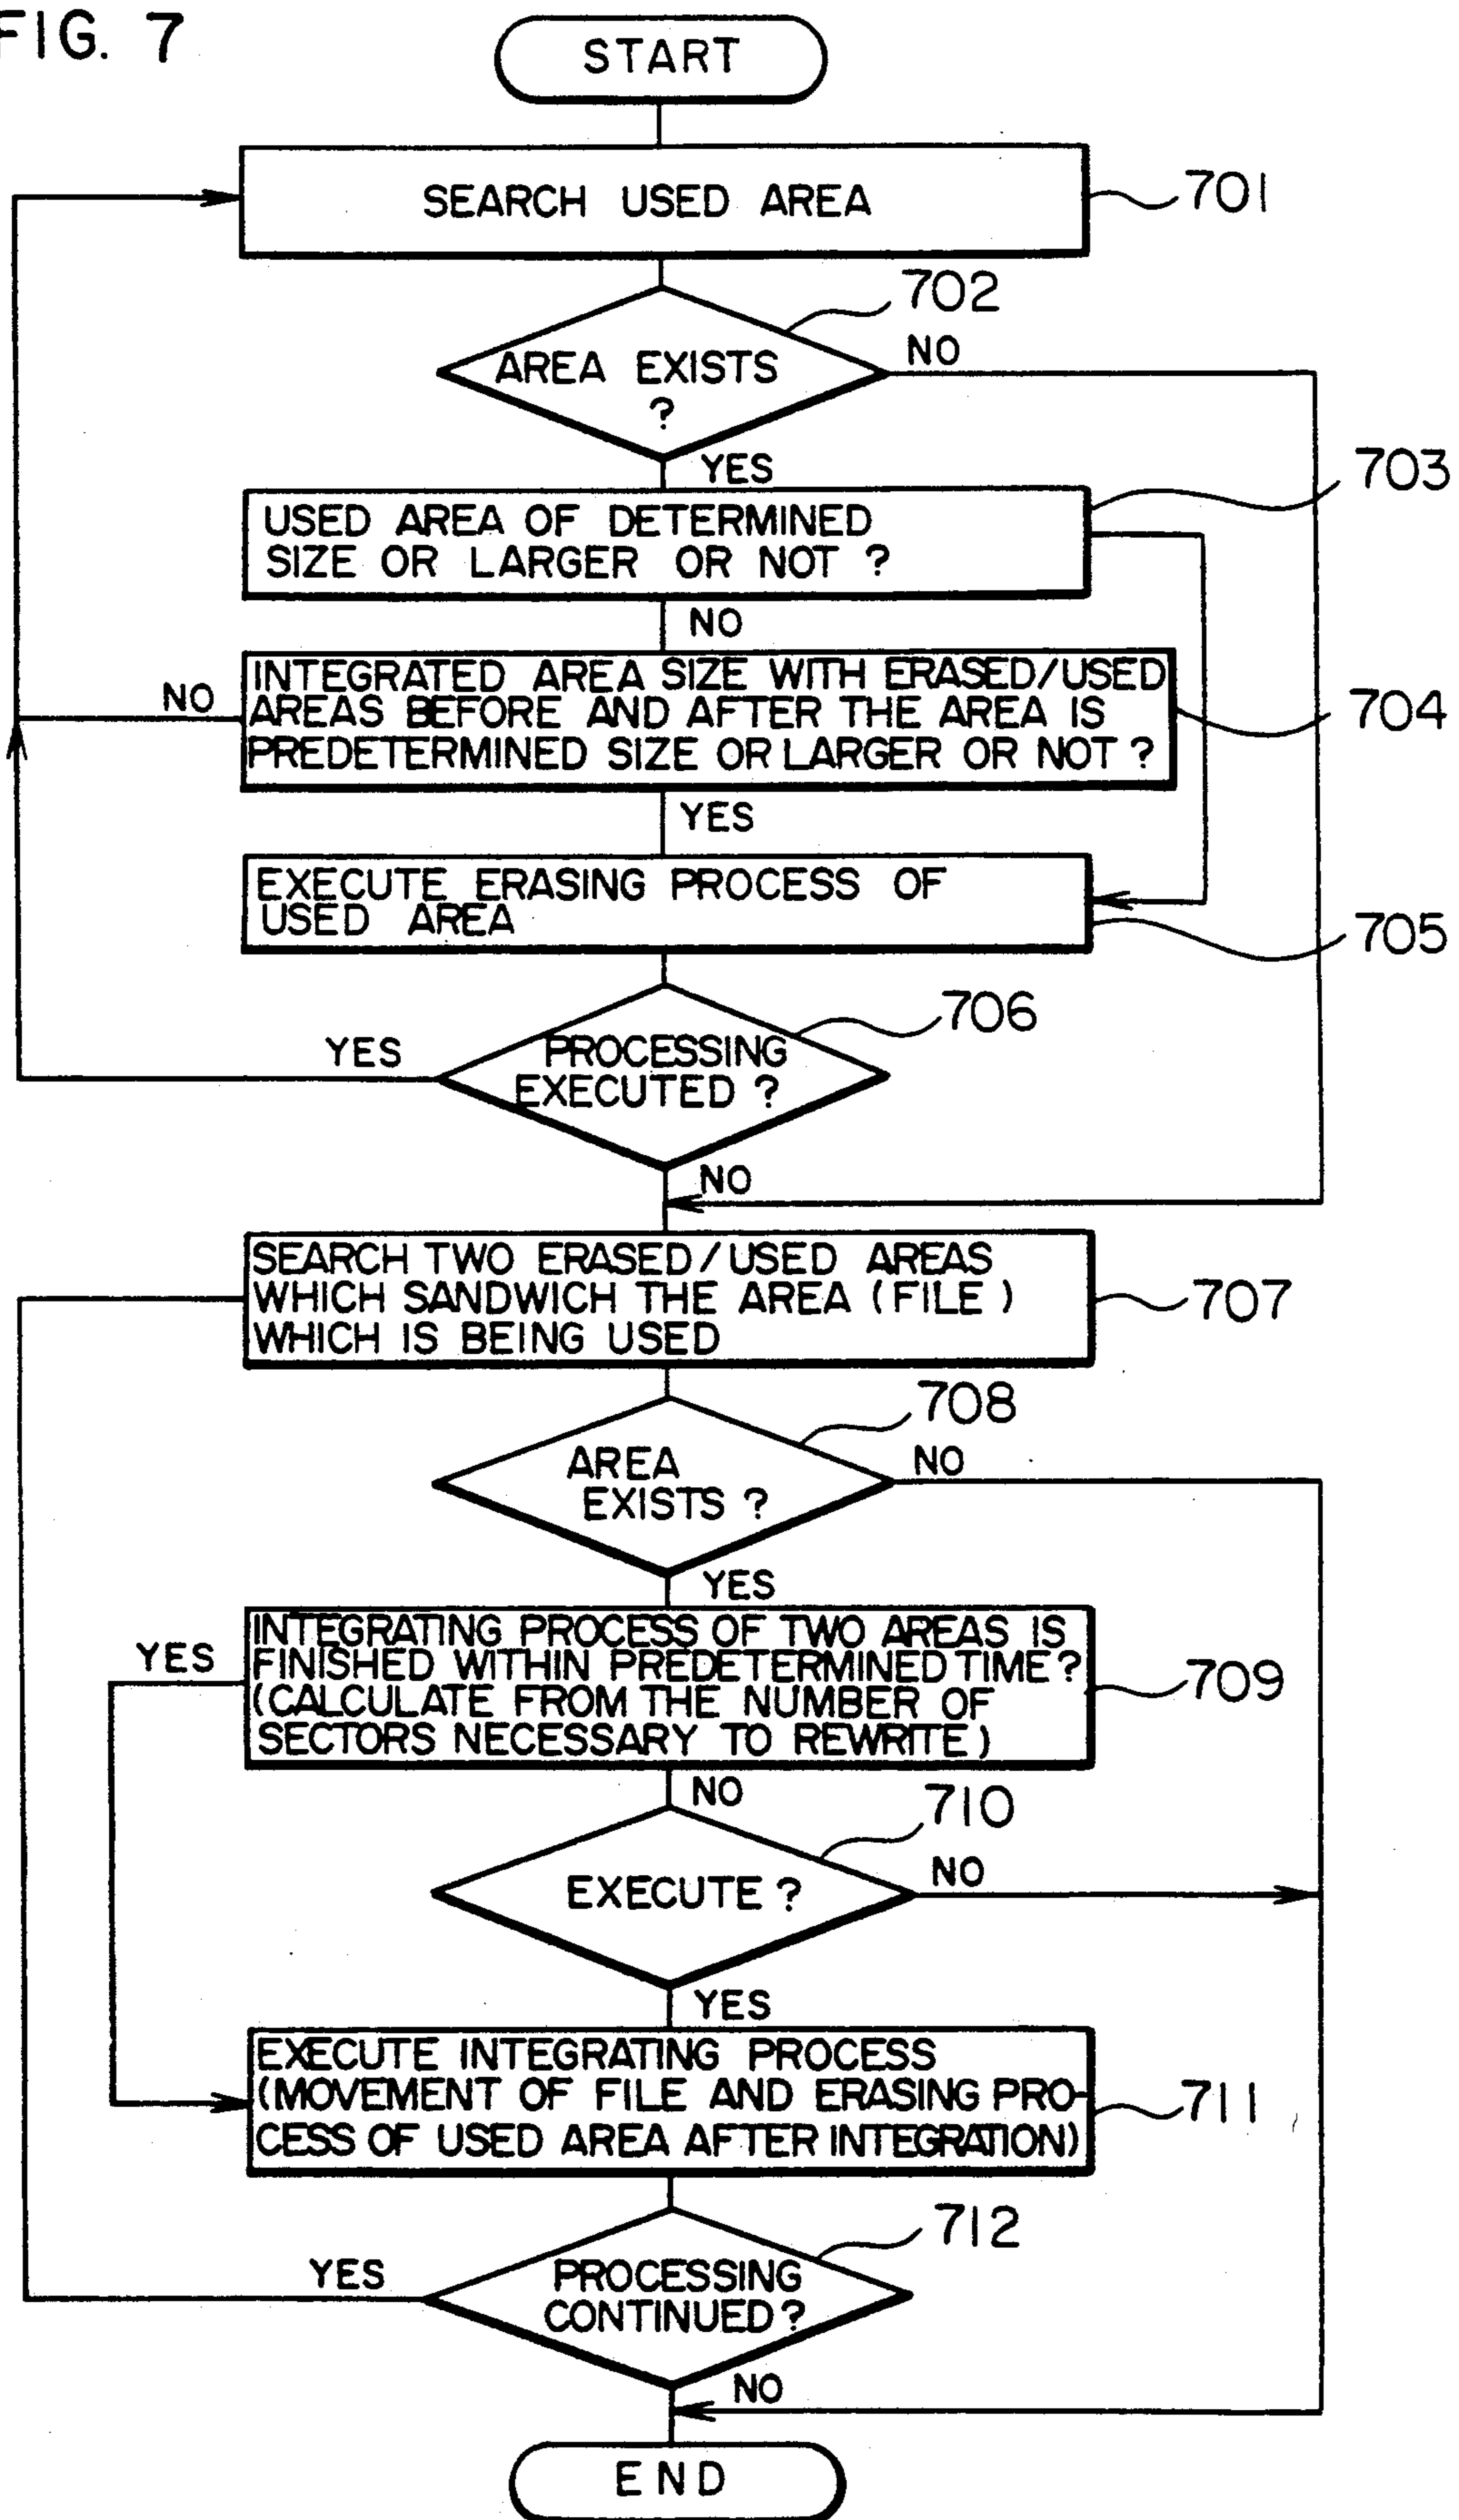 FIG. 7
START
SEARCH USED AREA
701
702
AREA EXISTS
?
NO
YES
703
USED AREA OF DETERMINED
SIZE OR LARGER OR NOT ?
NO
INTEGRATED AREA SIZE WITH ERASED/USED
AREAS BEFORE AND AFTER THE AREA IS
PREDETERMINED SIZE OR LARGER OR NOT ?
NO
704
YES
EXECUTE ERASING PROCESS OF
USED AREA
705
706
PROCESSING
EXECUTED ?
YES
NO
SEARCH TWO ERASED/USED AREAS
WHICH SANDWICH THE AREA (FILE)
WHICH IS BEING USED
707
708
AREA
EXISTS ?
NO
YES
INTEGRATING PROCESS OF TWO AREAS IS
FINISHED WITHIN PREDETERMINED TIME?
(CALCULATE FROM THE NUMBER OF
SECTORS NECESSARY TO REWRITE)
YES
709
NO
710
EXECUTE ?
NO
YES
EXECUTE INTEGRATING PROCESS
(MOVEMENT OF FILE AND ERASING PRO-
CESS OF USED AREA AFTER INTEGRATION)
711
712
PROCESSING
CONTINUED?
YES
NO
END